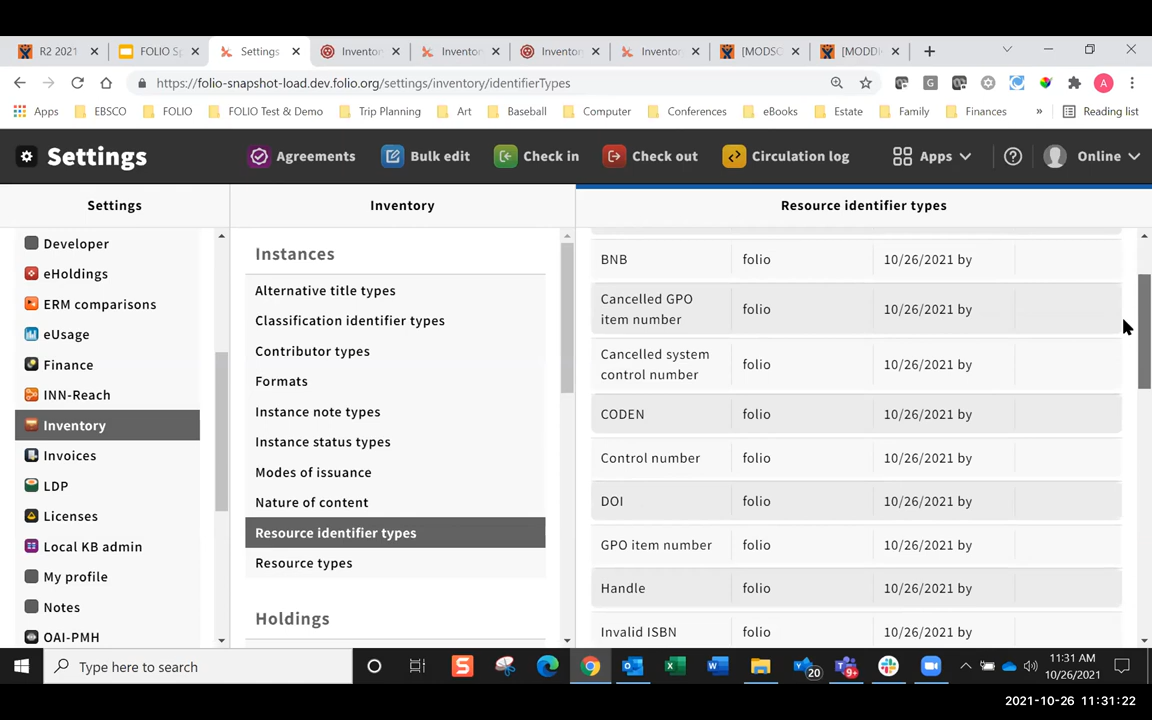 R2 2021
FOLIO Sp
Settings
Inventor
Inventor
Inventor
Inventor
[MODSO
[MODDI
https://folio-snapshot-load.dev.folio.org/settings/inventory/identifierTypes
A
Apps
EBSCO
FOLIO
FOLIO Test & Demo
Trip Planning
Art
Baseball
Computer
Conferences
eBooks
Estate
Family
Finances
»
Reading list
Settings
Agreements
Bulk edit
Check in
Check out
Circulation log
Apps
Online
Settings
Inventory
Resource identifier types
Developer
eHoldings
ERM comparisons
eUsage
Finance
INN-Reach
Inventory
Invoices
LDP
Licenses
Local KB admin
My profile
Notes
OAI-PMH
Instances
Alternative title types
Classification identifier types
Contributor types
Formats
Instance note types
Instance status types
Modes of issuance
Nature of content
Resource identifier types
Resource types
Holdings
BNB folio 10/26/2021 by
Cancelled GPO
item number folio 10/26/2021 by
Cancelled system
control number folio 10/26/2021 by
CODEN folio 10/26/2021 by
Control number folio 10/26/2021 by
DOI folio 10/26/2021 by
GPO item number folio 10/26/2021 by
Handle folio 10/26/2021 by
Invalid ISBN folio 10/26/2021 by
Type here to search
20
9+
11:31 AM
10/26/2021
2021-10-26 11:31:22